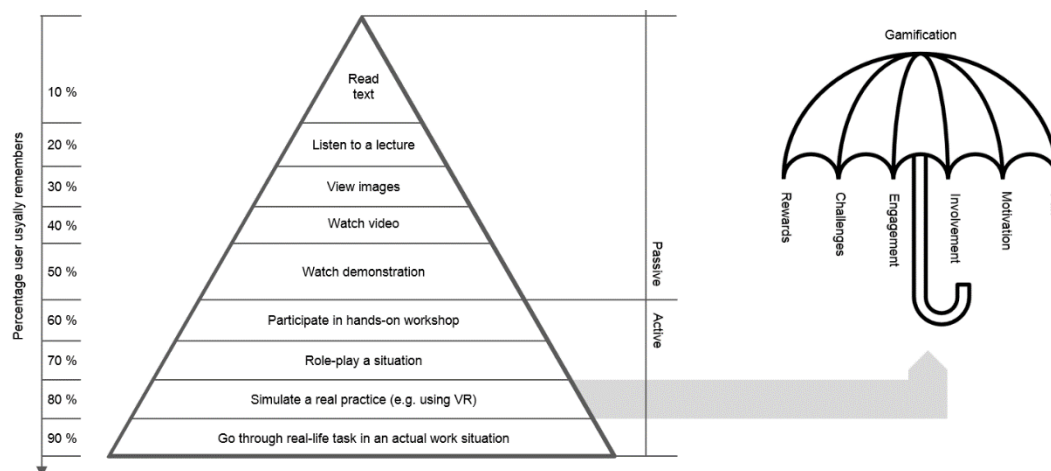 Percentage user usyally remembers
10 %
20 %
30 %
40 %
50 %
60 %
70 %
80 %
90 %
Read
text
Listen to a lecture
View images
Watch video
Watch demonstration
Participate in hands-on workshop
Role-play a situation
Simulate a real practice (e.g. using VR)
Go through real-life task in an actual work situation
Passive
Active
Gamification
Rewards
Challenges
Engagement
Involvement
Motivation